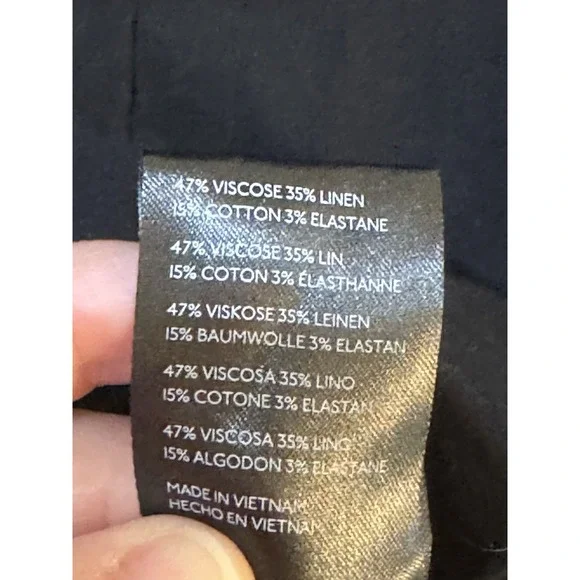 47% VISCOSE 35% LINEN
15% COTTON 3% ELASTANE
47% VISCOSE 35% LIN
15% COTON 3% ÉLASTHANNE
47% VISKOSE 35% LEINEN
15% BAUMWOLLE 3% ELASTAN
47% VISCOSA 35% LINO
15% COTONE 3% ELASTAN
47% VISCOSA 35% LINO
15% ALGODON 3% ELASTANE
MADE IN VIETNAM
HECHO EN VIETNAM